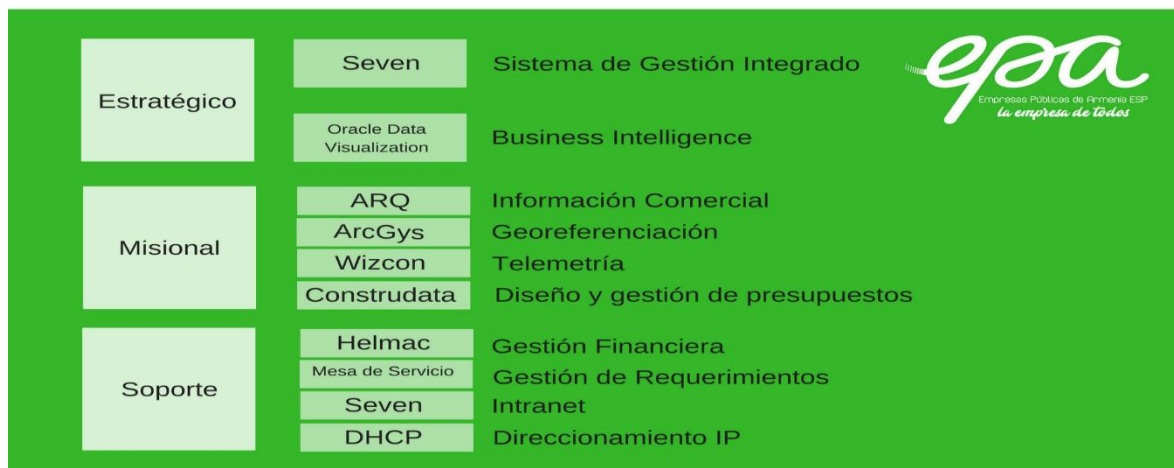 epa
Empresas Públicas de Armenia ESP
la empresa de todos
Estratégico
Seven Sistema de Gestión Integrado
Oracle Data
Visualization
Business Intelligence
Misional
ARQ Información Comercial
ArcGys Georeferenciación
Wizcon Telemetría
Construdata Diseño y gestión de presupuestos
Soporte
Helmac Gestión Financiera
Mesa de Servicio Gestión de Requerimientos
Seven Intranet
DHCP Direccionamiento IP